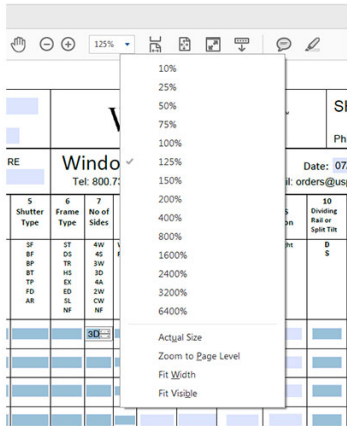 125%
10%
25%
50%
75%
100%
125%
150%
200%
400%
800%
1600%
2400%
3200%
6400%
Actual Size
Zoom to Page Level
Fit Width
Fit Visible
Ph
RE
Windo
Date: 07
Tel: 800.7
il: orders@us
5
Shutter
Type
6
Frame
Type
7
No of
Sides
10
Dividing
Rail or
Split Tilt
SF
BF
BP
BT
TP
FD
AR
ST
DS
TR
HS
EX
ED
SL
NF
4W
4S
3W
3D
4A
2W
CW
NF
D
S
3D